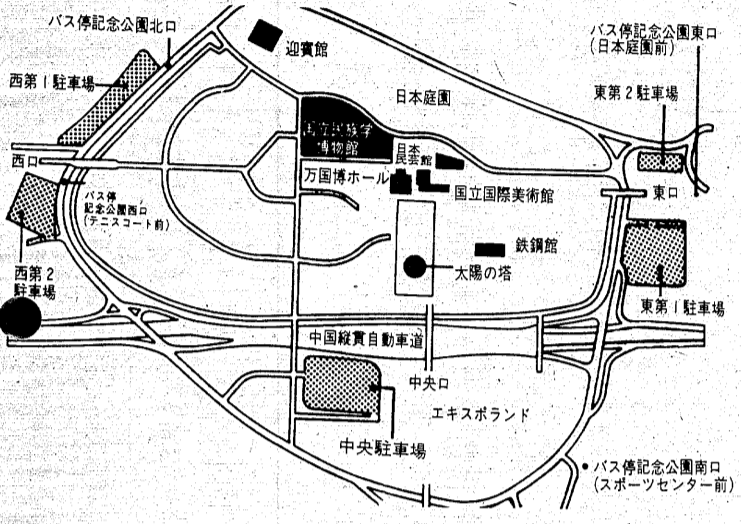 バス停記念公園北口
迎賓館
バス停記念公園東口
(日本庭園前)
西第1駐車場
日本庭園
東第2駐車場
国立民族学
博物館
日本
民芸館
西口
万国博ホール
国立国際美術館
東口
バス停
記念公園西口
(テニスコート前)
鉄鋼館
西第2
駐車場
太陽の塔
東第1駐車場
中国縦貫自動車道
中央口
エキスポランド
中央駐車場
バス停記念公園南口
(スポーツセンター前)